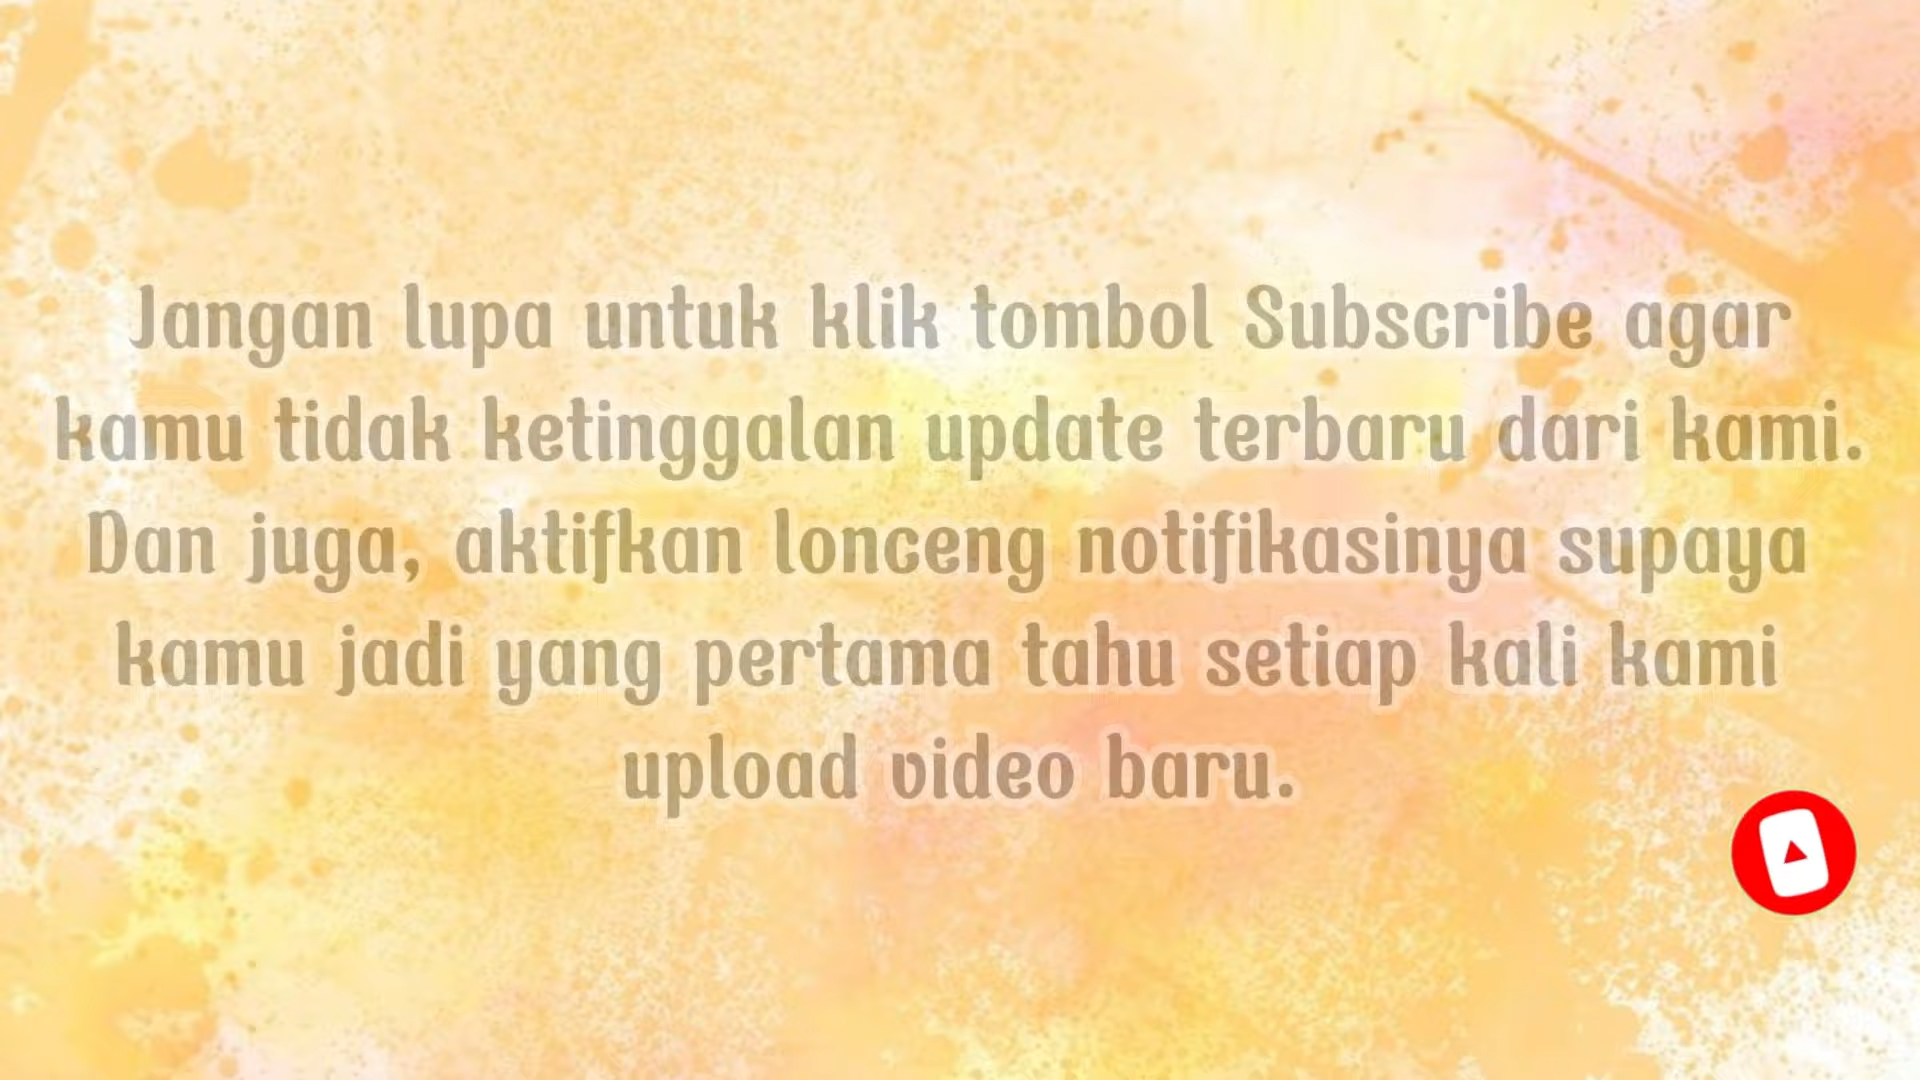 Jangan lupa untuk klik tombol Subscribe agar
kamu tidak ketinggalan update terbaru dari kami.
Dan juga, aktifkan lonceng notifikasinya supaya
kamu jadi yang pertama tahu setiap kali kami
upload video baru.